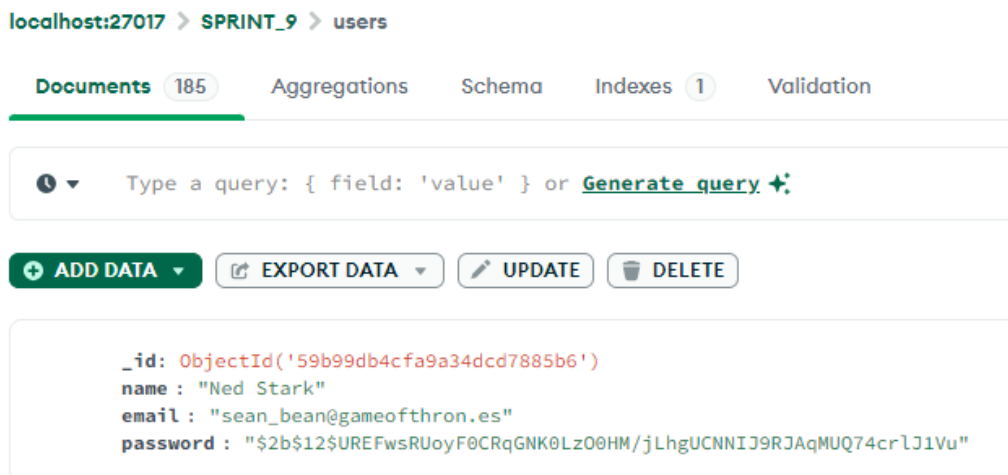 localhost:27017 > SPRINT_9 > users
Documents 185 Aggregations Schema Indexes 1 Validation
Type a query: { field: 'value' } or Generate query
ADD DATA EXPORT DATA UPDATE DELETE
_id: ObjectId('59b99db4cfa9a34dcd7885b6')
name : "Ned Stark"
email : "sean_bean@gameofthron.es"
password : "$2b$12$UREFwsRUoyF0CRqGNK0LzO0HM/jLhgUCNNIJ9RJAqMUQ74crlJ1Vu"